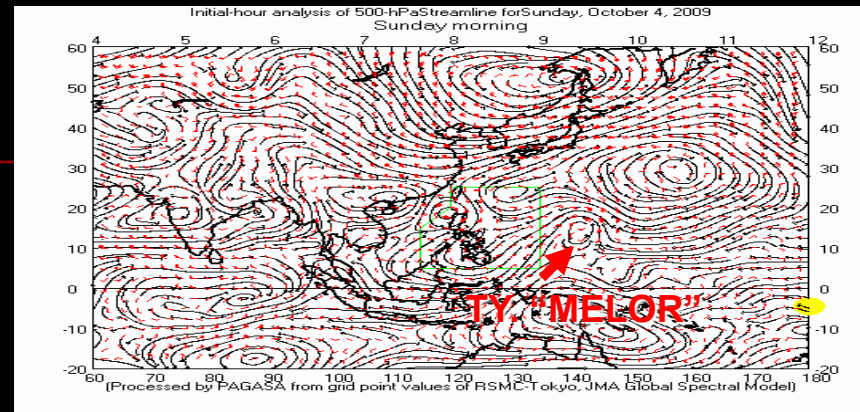 Initial-hour analysis of 500-hPaStreamline forSunday, October 4, 2009
Sunday morning
4 5 6 7 8 9 10 11 12
60 60
50 50
40 40
30 30
20 20
10 10
0 0
-10 -10
-20 -20
TY. "MELOR"
60 70 80 90 100 110 120 130 140 150 160 170 180
(Processed by PAGASA from grid point values of RSMC-Tokyo, JMA Global Spectral Model)